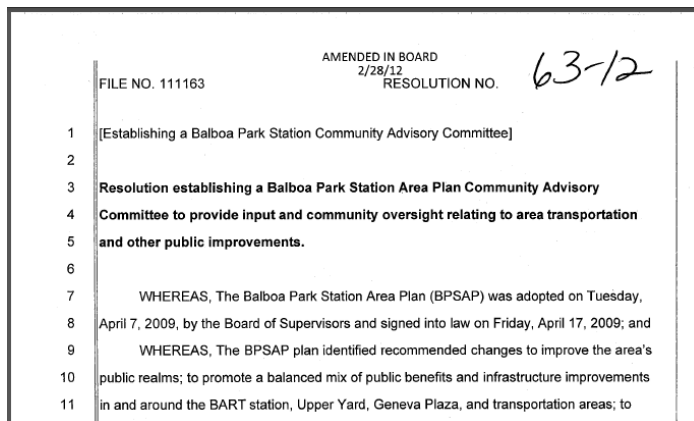 AMENDED IN BOARD
2/28/12
FILE NO. 111163 RESOLUTION NO. 63-12
1 [Establishing a Balboa Park Station Community Advisory Committee]
2
3 Resolution establishing a Balboa Park Station Area Plan Community Advisory
4 Committee to provide input and community oversight relating to area transportation
5 and other public improvements.
6
7 WHEREAS, The Balboa Park Station Area Plan (BPSAP) was adopted on Tuesday,
8 April 7, 2009, by the Board of Supervisors and signed into law on Friday, April 17, 2009; and
9 WHEREAS, The BPSAP plan identified recommended changes to improve the area's
10 public realms; to promote a balanced mix of public benefits and infrastructure improvements
11 in and around the BART station, Upper Yard, Geneva Plaza, and transportation areas; to